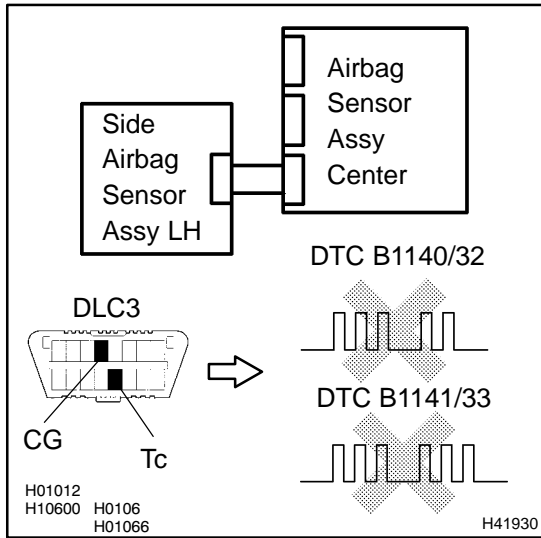 Airbag
Sensor
Assy
Center
Side
Airbag
Sensor
Assy LH
DTC B1140/32
DLC3
DTC B1141/33
CG
Tc
H01012
H10600 H0106
H01066
H41930